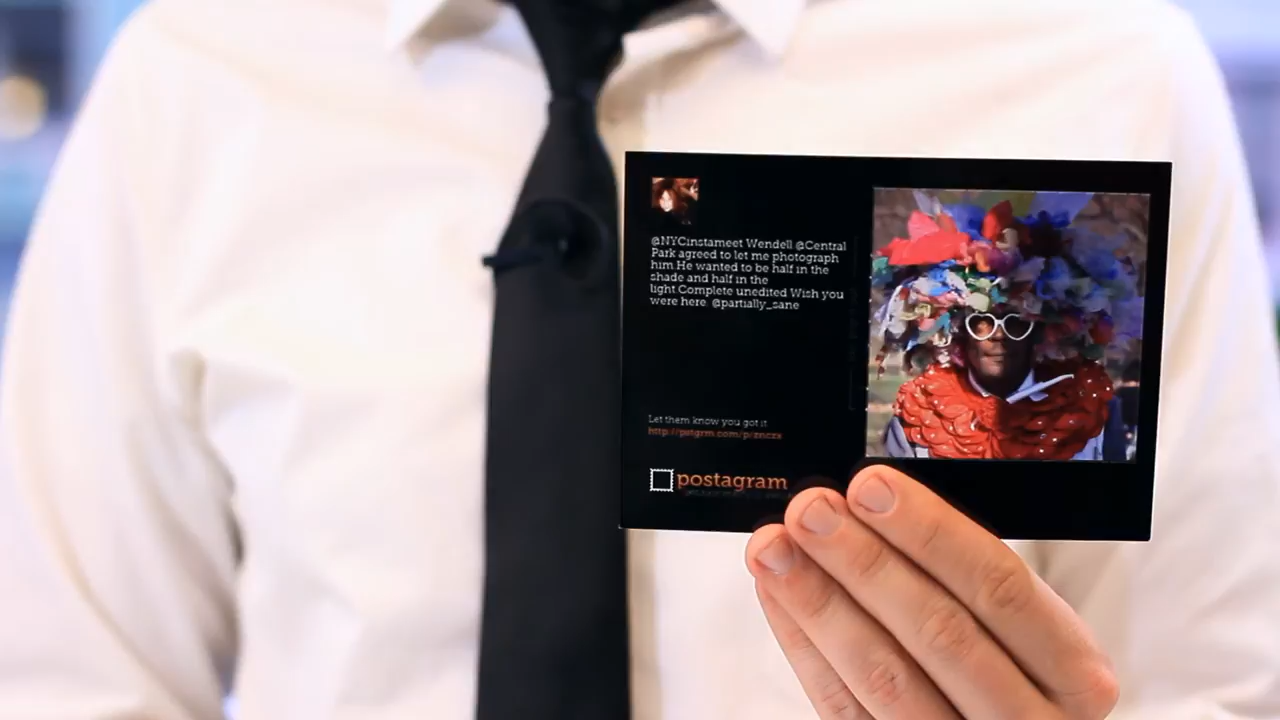 @NYCinstameet Wendell @Central
Park agreed to let me photograph
him He wanted to be half in the
shade and half in the
light Complete unedited Wish you
were here @partially_sane
Let them know you got it
postagram